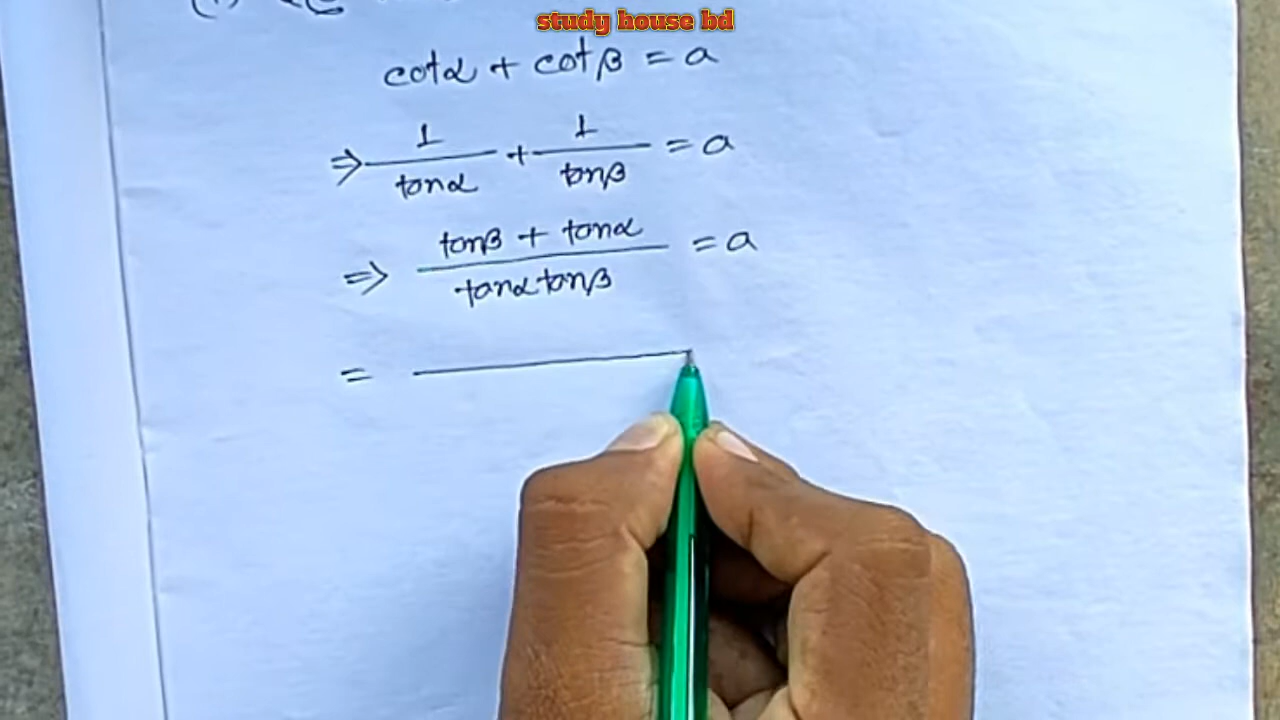 study house bd
cotα + cotβ = a
⇒ 1/tanα + 1/tanβ = a
⇒ tanβ + tanα / tanα tanβ = a
=